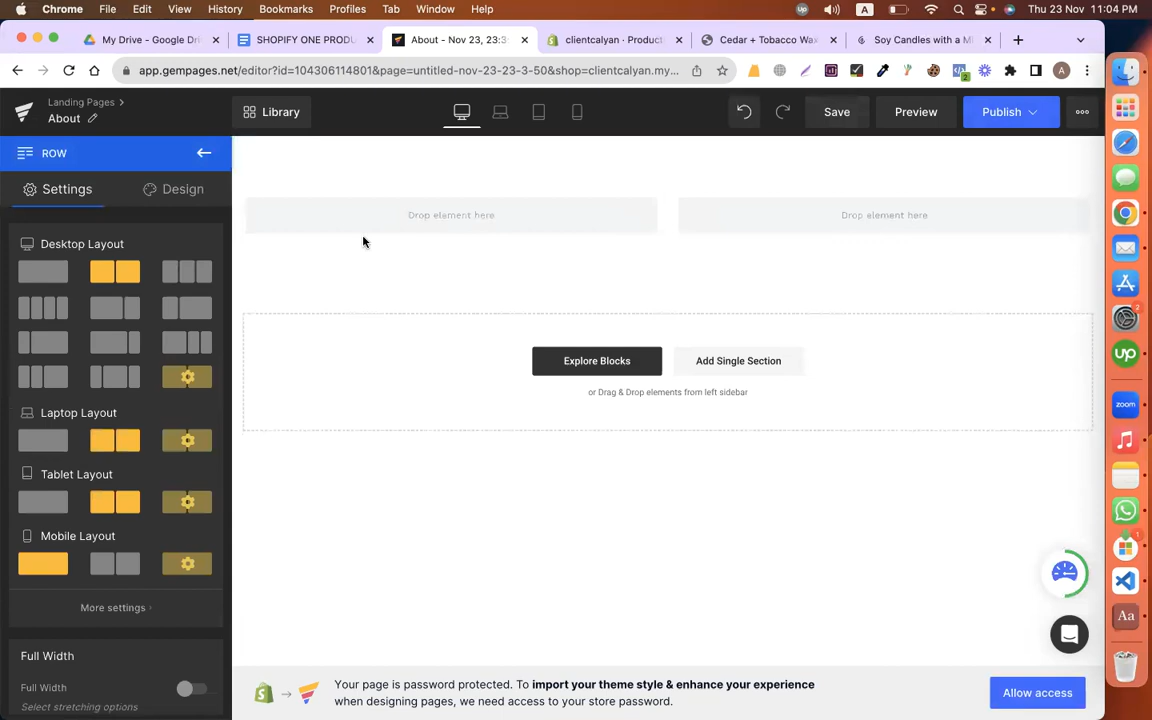 Chrome File Edit View History Bookmarks Profiles Tab Window Help
A Thu 23 Nov 11:04 PM
My Drive - Google Dri
SHOPIFY ONE PRODU
About - Nov 23, 23:3
clientcalyan · Product
Cedar + Tobacco Wax
Soy Candles with a Mi
app.gempages.net/editor?id=104306114801&page=untitled-nov-23-23-3-50&shop=clientcalyan.my...
Landing Pages
About
Library
Save
Preview
Publish
ROW
Settings
Design
Desktop Layout
Laptop Layout
Tablet Layout
Mobile Layout
More settings
Full Width
Full Width
Select stretching options
Drop element here
Drop element here
Explore Blocks
Add Single Section
or Drag & Drop elements from left sidebar
Your page is password protected. To import your theme style & enhance your experience
when designing pages, we need access to your store password.
Allow access
up
zoom
Aa